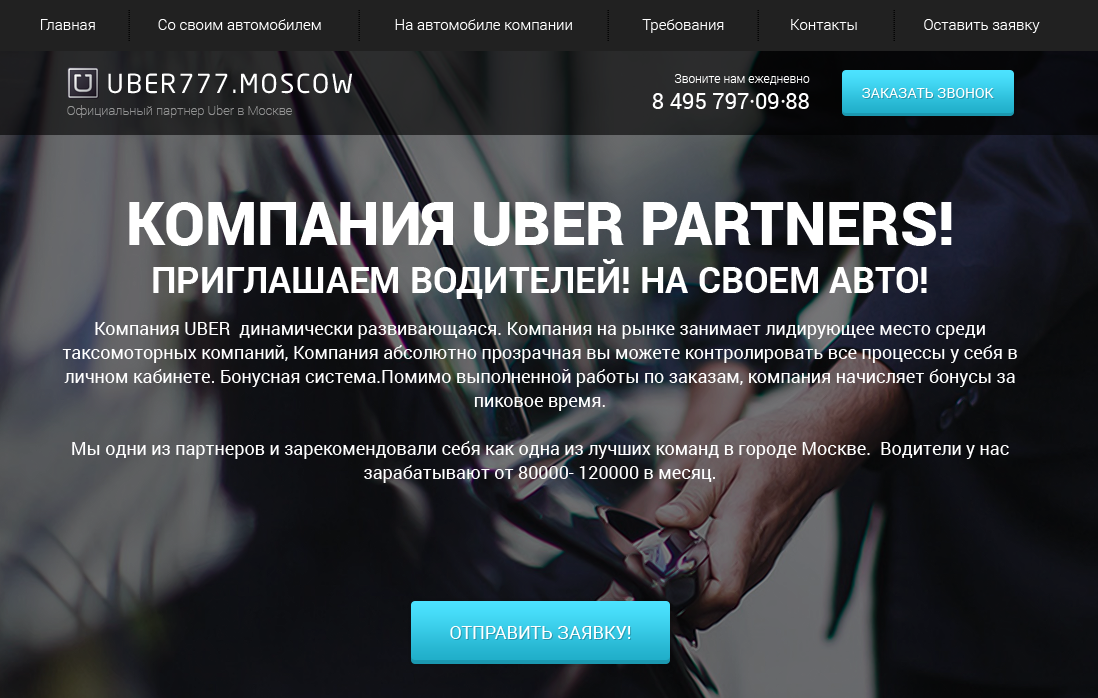 Главная
Со своим автомобилем
На автомобиле компании
Требования
Контакты
Оставить заявку
UBER777.MOSCOW
Официальный партнер Uber в Москве
Звоните нам ежедневно
8 495 797·09·88
ЗАКАЗАТЬ ЗВОНОК
КОМПАНИЯ UBER PARTNERS!
ПРИГЛАШАЕМ ВОДИТЕЛЕЙ! НА СВОЕМ АВТО!
Компания UBER  динамически развивающаяся. Компания на рынке занимает лидирующее место среди
таксомоторных компаний, Компания абсолютно прозрачная вы можете контролировать все процессы у себя в
личном кабинете. Бонусная система.Помимо выполненной работы по заказам, компания начисляет бонусы за
пиковое время.
Мы одни из партнеров и зарекомендовали себя как одна из лучших команд в городе Москве.  Водители у нас
зарабатывают от 80000- 120000 в месяц.
ОТПРАВИТЬ ЗАЯВКУ!